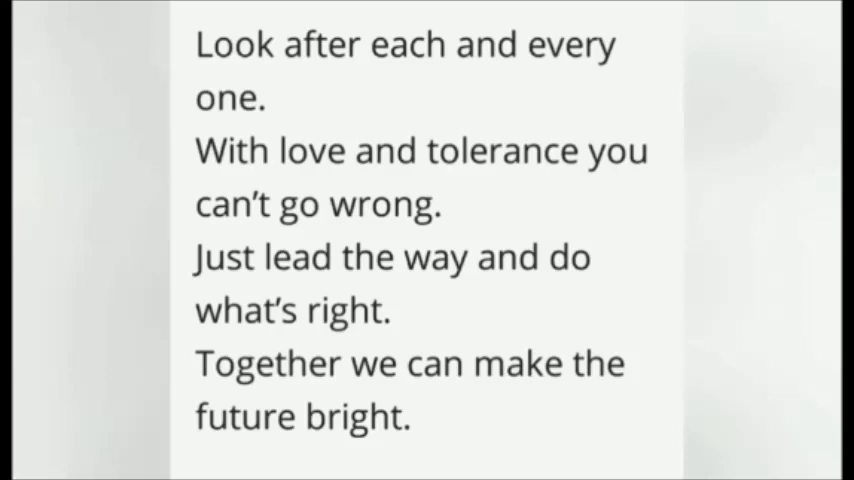 Look after each and every
one.
With love and tolerance you
can’t go wrong.
Just lead the way and do
what’s right.
Together we can make the
future bright.